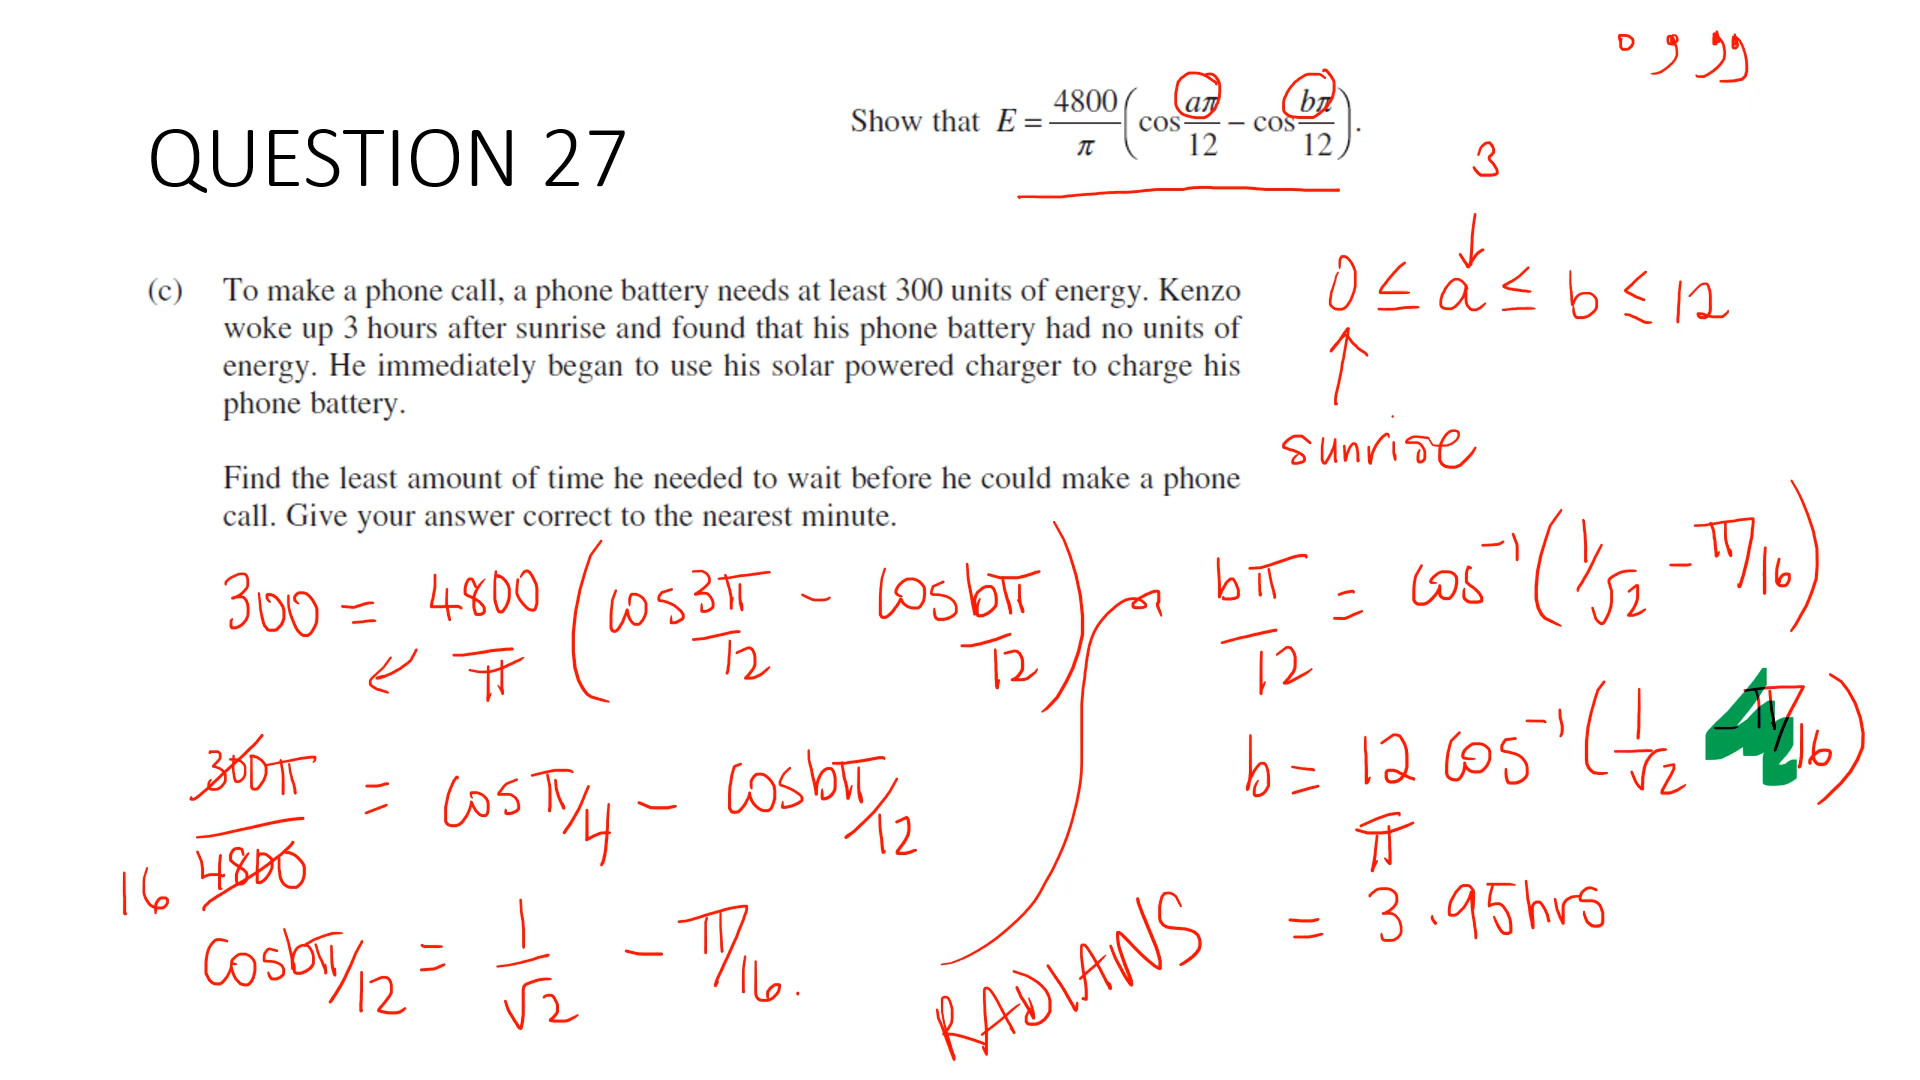 QUESTION 27
Show that E = 4800/π (cos aπ/12 − cos bπ/12).
3
0 ≤ a ≤ b ≤ 12
sunrise
(c) To make a phone call, a phone battery needs at least 300 units of energy. Kenzo
woke up 3 hours after sunrise and found that his phone battery had no units of
energy. He immediately began to use his solar powered charger to charge his
phone battery.
Find the least amount of time he needed to wait before he could make a phone
call. Give your answer correct to the nearest minute.
300 = 4800/π (cos 3π/12 − cos bπ/12)
300π/4800 = cos π/4 − cos bπ/12
16
cos bπ/12 = 1/√2 − π/16.
bπ/12 = cos⁻¹(1/√2 − π/16)
b = 12/π cos⁻¹(1/√2 − π/16)
= 3.95hrs
RADIANS